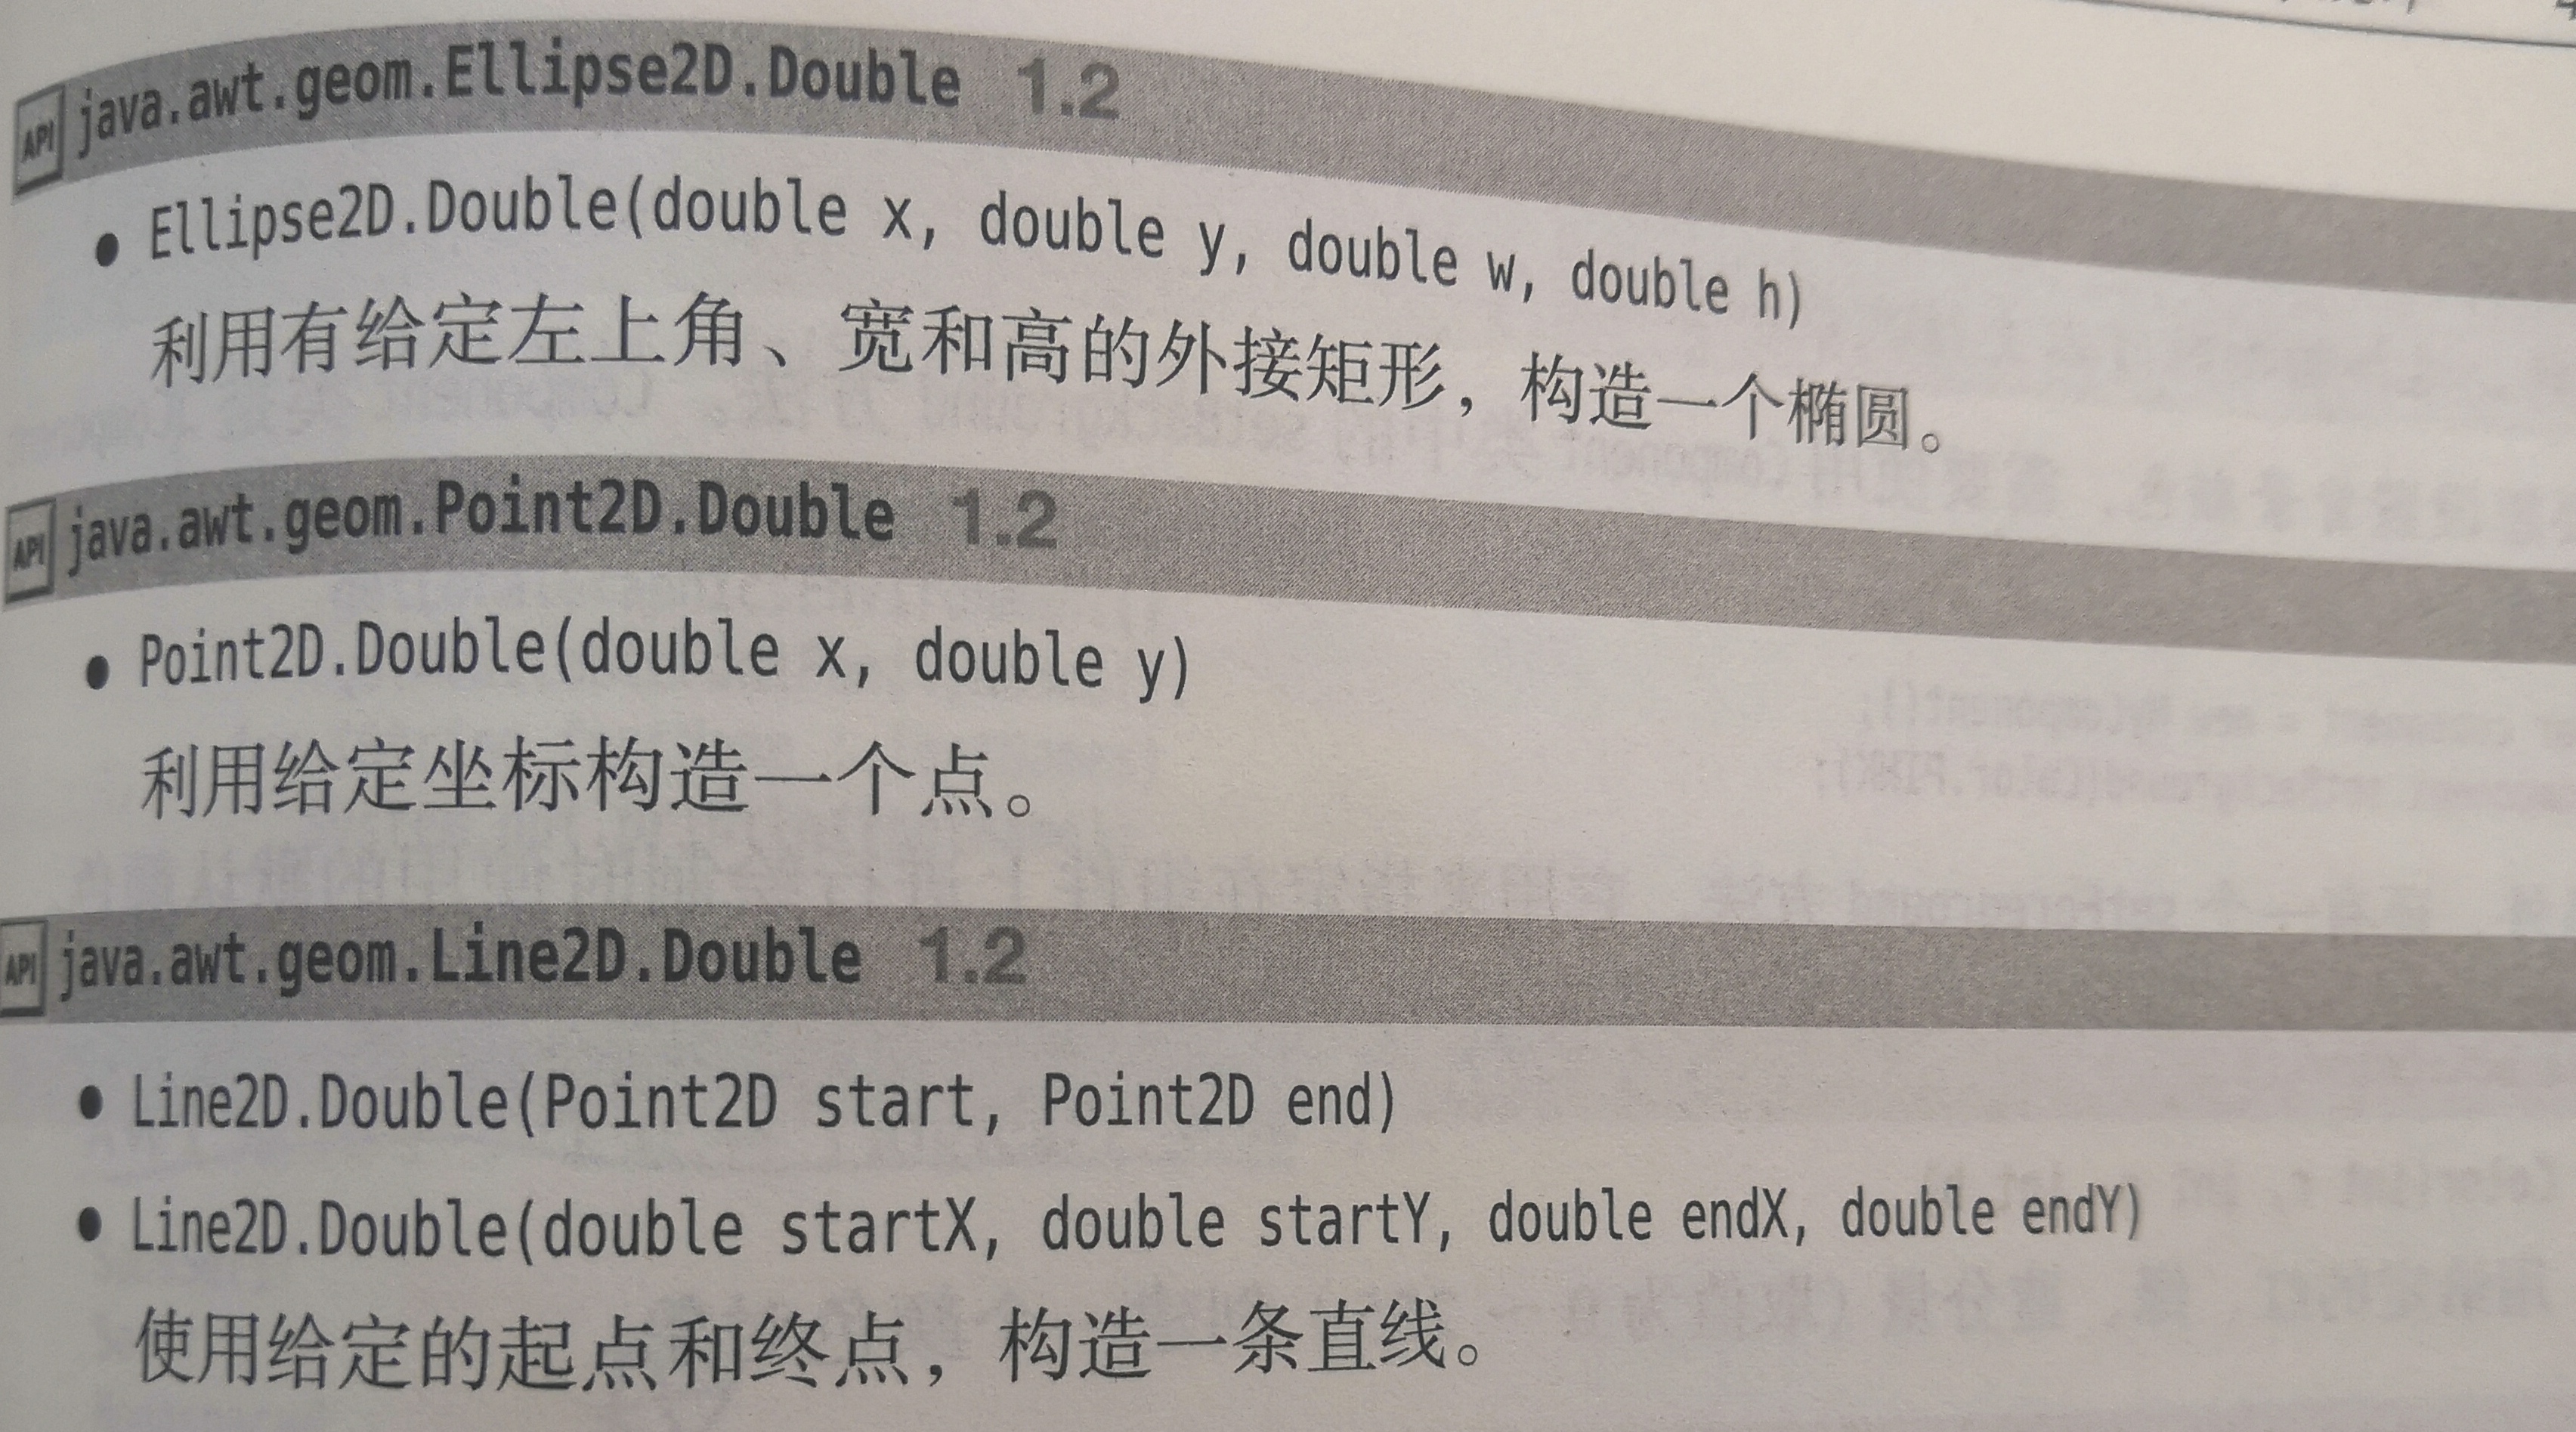 API java.awt.geom.Ellipse2D.Double 1.2
• Ellipse2D.Double(double x, double y, double w, double h)
利用有给定左上角、宽和高的外接矩形，构造一个椭圆。
API java.awt.geom.Point2D.Double 1.2
• Point2D.Double(double x, double y)
利用给定坐标构造一个点。
API java.awt.geom.Line2D.Double 1.2
• Line2D.Double(Point2D start, Point2D end)
• Line2D.Double(double startX, double startY, double endX, double endY)
使用给定的起点和终点，构造一条直线。